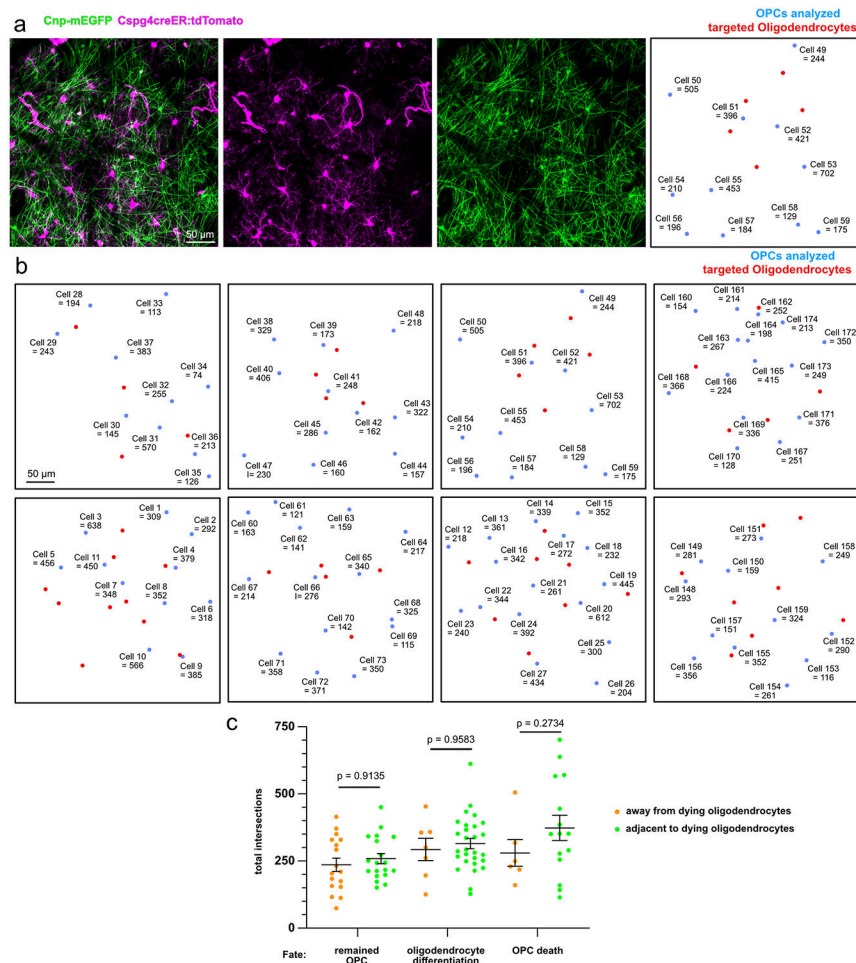 a
Cnp-mEGFP Cspg4creER:tdTomato
OPCs analyzed
targeted Oligodendrocytes
50 µm
Cell 49
= 244
Cell 50
= 505
Cell 51
= 396
Cell 52
= 421
Cell 53
= 702
Cell 54
= 210
Cell 55
= 453
Cell 58
= 129
Cell 56
= 196
Cell 57
= 184
Cell 59
= 175
b
OPCs analyzed
targeted Oligodendrocytes
Cell 28
= 194
Cell 33
= 113
Cell 29
= 243
Cell 37
= 383
Cell 34
= 74
Cell 32
= 255
Cell 30
= 145
Cell 31
= 570
Cell 36
= 213
Cell 35
= 126
50 µm
Cell 38
= 329
Cell 39
= 173
Cell 48
= 218
Cell 40
= 406
Cell 41
= 248
Cell 43
= 322
Cell 45
= 286
Cell 42
= 162
Cell 47
I= 230
Cell 46
= 160
Cell 44
= 157
Cell 49
= 244
Cell 50
= 505
Cell 51
= 396
Cell 52
= 421
Cell 53
= 702
Cell 54
= 210
Cell 55
= 453
Cell 58
= 129
Cell 56
= 196
Cell 57
= 184
Cell 59
= 175
Cell 160
= 154
Cell 161
= 214
Cell 162
= 252
Cell 174
= 213
Cell 164
= 198
Cell 163
= 267
Cell 172
= 350
Cell 168
= 366
Cell 166
= 224
Cell 165
= 415
Cell 173
= 249
Cell 169
= 336
Cell 171
= 376
Cell 170
= 128
Cell 167
= 251
Cell 3
= 638
Cell 1
= 309
Cell 2
= 292
Cell 5
= 456
Cell 11
= 450
Cell 4
= 379
Cell 7
= 348
Cell 8
= 352
Cell 6
= 318
Cell 10
= 566
Cell 9
= 385
Cell 60
= 163
Cell 61
= 121
Cell 63
= 159
Cell 62
= 141
Cell 64
= 217
Cell 65
= 340
Cell 67
= 214
Cell 66
I= 276
Cell 68
= 325
Cell 70
= 142
Cell 69
= 115
Cell 71
= 358
Cell 72
= 371
Cell 73
= 350
Cell 14
= 339
Cell 15
= 352
Cell 12
= 218
Cell 13
= 361
Cell 17
= 272
Cell 18
= 232
Cell 16
= 342
Cell 21
= 261
Cell 19
= 445
Cell 22
= 344
Cell 20
= 612
Cell 23
= 240
Cell 24
= 392
Cell 25
= 300
Cell 27
= 434
Cell 26
= 204
Cell 151
= 273
Cell 149
= 281
Cell 150
= 159
Cell 158
= 249
Cell 148
= 293
Cell 159
= 324
Cell 157
= 151
Cell 152
= 290
Cell 156
= 356
Cell 155
= 352
Cell 153
= 116
Cell 154
= 261
c
750
500
250
0
total intersections
p = 0.9135
p = 0.9583
p = 0.2734
away from dying oligodendrocytes
adjacent to dying oligodendrocytes
Fate:
remained
OPC
oligodendrocyte
differentiation
OPC death